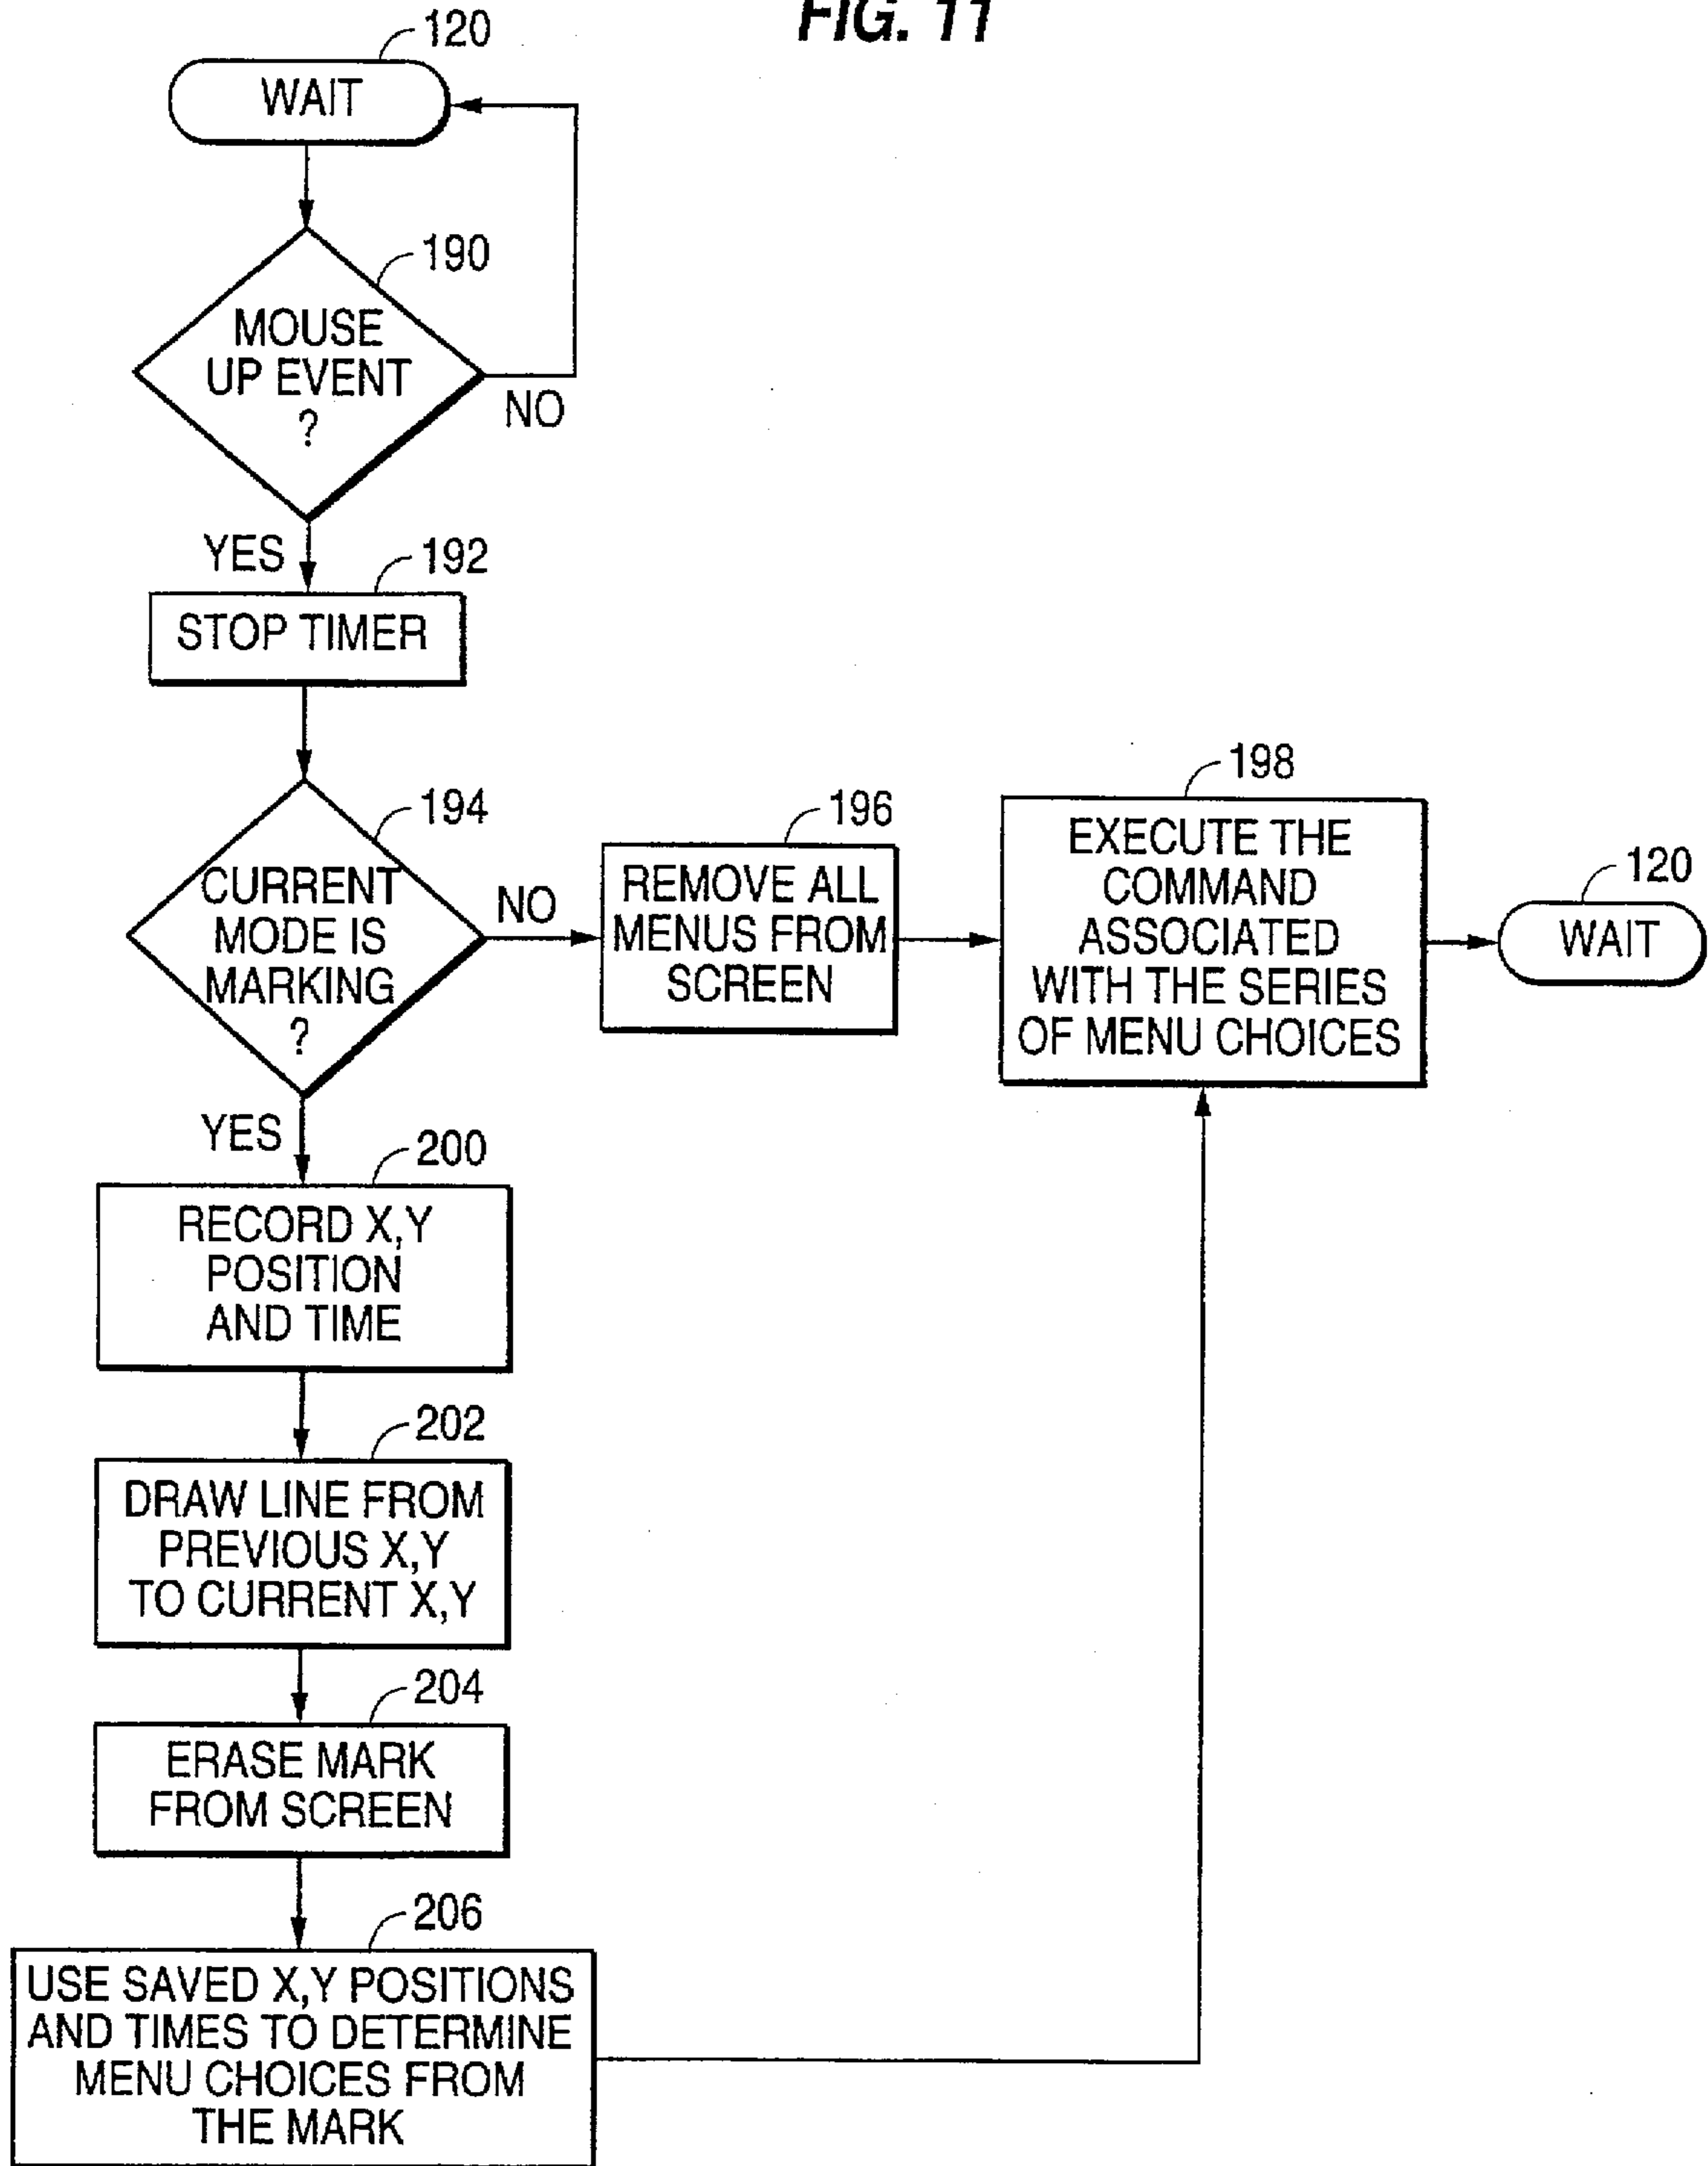 FIG. 11
120
WAIT
190
MOUSE
UP EVENT
?
NO
YES
192
STOP TIMER
194
CURRENT
MODE IS
MARKING
?
NO
196
REMOVE ALL
MENUS FROM
SCREEN
198
EXECUTE THE
COMMAND
ASSOCIATED
WITH THE SERIES
OF MENU CHOICES
120
WAIT
YES
200
RECORD X,Y
POSITION
AND TIME
202
DRAW LINE FROM
PREVIOUS X,Y
TO CURRENT X,Y
204
ERASE MARK
FROM SCREEN
206
USE SAVED X,Y POSITIONS
AND TIMES TO DETERMINE
MENU CHOICES FROM
THE MARK